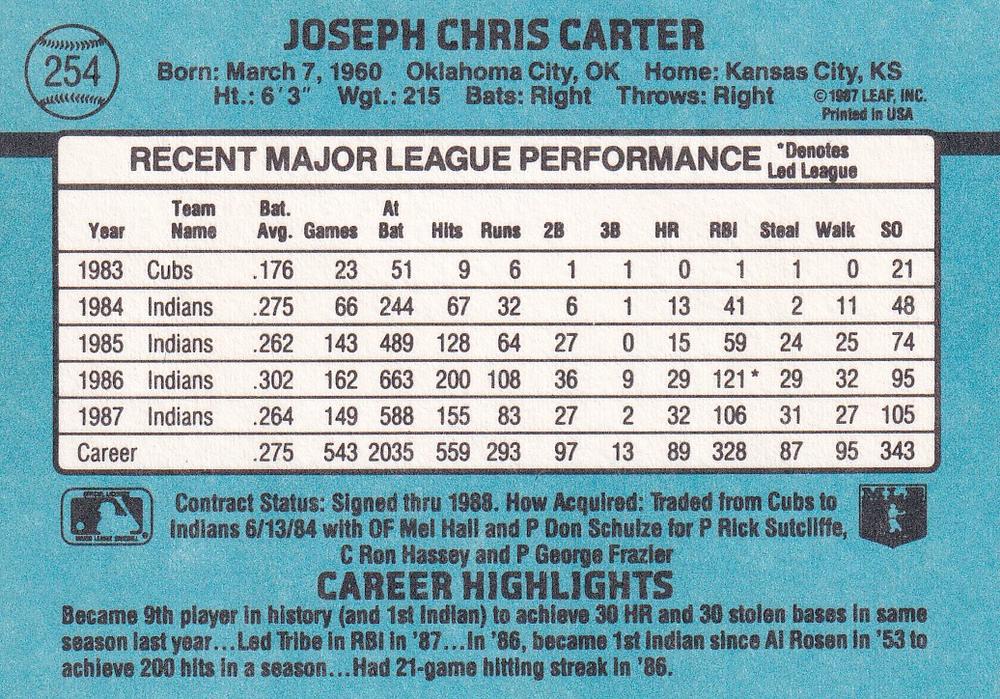 JOSEPH CHRIS CARTER
254
Born: March 7, 1960 Oklahoma City, OK Home: Kansas City, KS
Ht.: 6'3" Wgt.: 215 Bats: Right Throws: Right ©1987 LEAF, INC.
Printed in USA
RECENT MAJOR LEAGUE PERFORMANCE *Denotes Led League
Year Team Name Bat. Avg. Games At Bat Hits Runs 2B 3B HR RBI Steal Walk SO
1983 Cubs .176 23 51 9 6 1 1 0 1 1 0 21
1984 Indians .275 66 244 67 32 6 1 13 41 2 11 48
1985 Indians .262 143 489 128 64 27 0 15 59 24 25 74
1986 Indians .302 162 663 200 108 36 9 29 121* 29 32 95
1987 Indians .264 149 588 155 83 27 2 32 106 31 27 105
Career .275 543 2035 559 293 97 13 89 328 87 95 343
Contract Status: Signed thru 1988. How Acquired: Traded from Cubs to
Indians 6/13/84 with OF Mel Hall and P Don Schulze for P Rick Sutcliffe,
C Ron Hassey and P George Frazier
CAREER HIGHLIGHTS
Became 9th player in history (and 1st Indian) to achieve 30 HR and 30 stolen bases in same
season last year...Led Tribe in RBI in '87...In '86, became 1st Indian since Al Rosen in '53 to
achieve 200 hits in a season...Had 21-game hitting streak in '86.